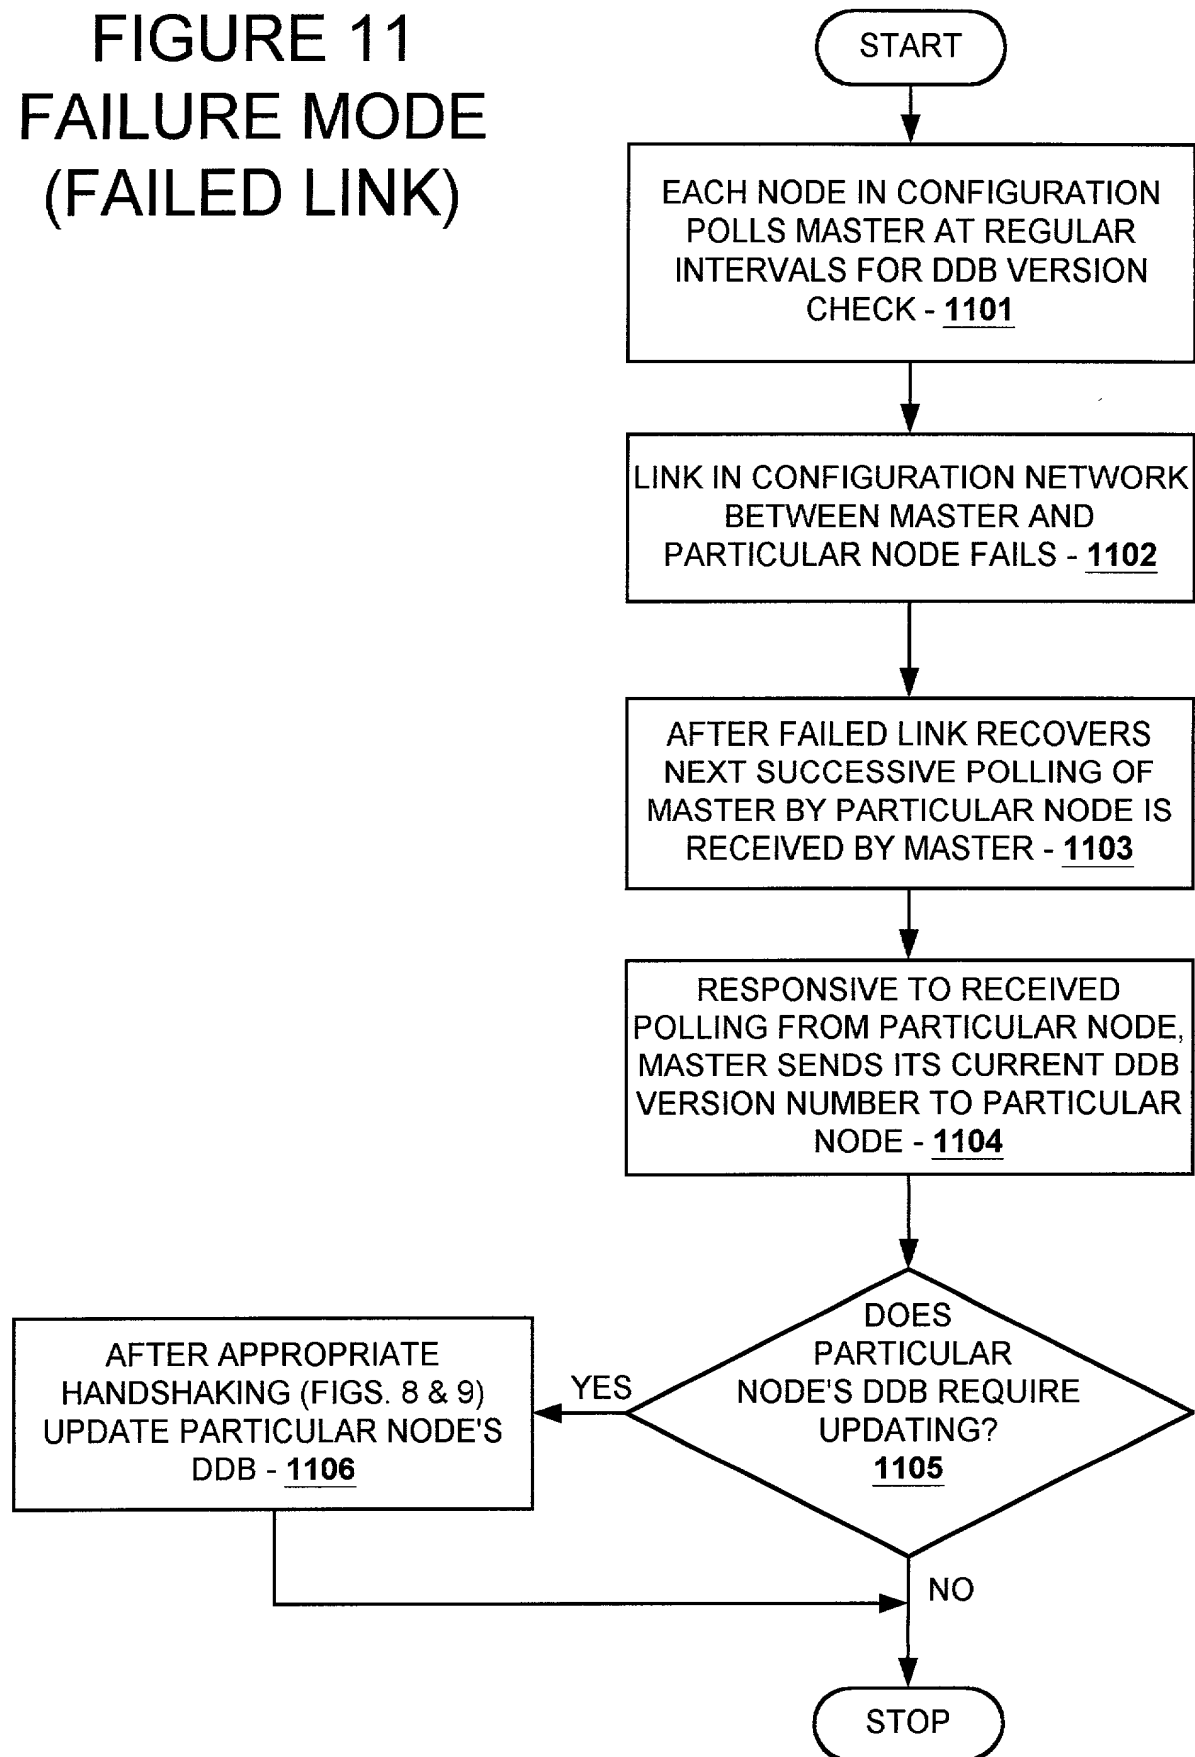 FIGURE 11
FAILURE MODE
(FAILED LINK)
START
EACH NODE IN CONFIGURATION
POLLS MASTER AT REGULAR
INTERVALS FOR DDB VERSION
CHECK - 1101
LINK IN CONFIGURATION NETWORK
BETWEEN MASTER AND
PARTICULAR NODE FAILS - 1102
AFTER FAILED LINK RECOVERS
NEXT SUCCESSIVE POLLING OF
MASTER BY PARTICULAR NODE IS
RECEIVED BY MASTER - 1103
RESPONSIVE TO RECEIVED
POLLING FROM PARTICULAR NODE,
MASTER SENDS ITS CURRENT DDB
VERSION NUMBER TO PARTICULAR
NODE - 1104
DOES
PARTICULAR
NODE'S DDB REQUIRE
UPDATING?
1105
YES
AFTER APPROPRIATE
HANDSHAKING (FIGS. 8 & 9)
UPDATE PARTICULAR NODE'S
DDB - 1106
NO
STOP